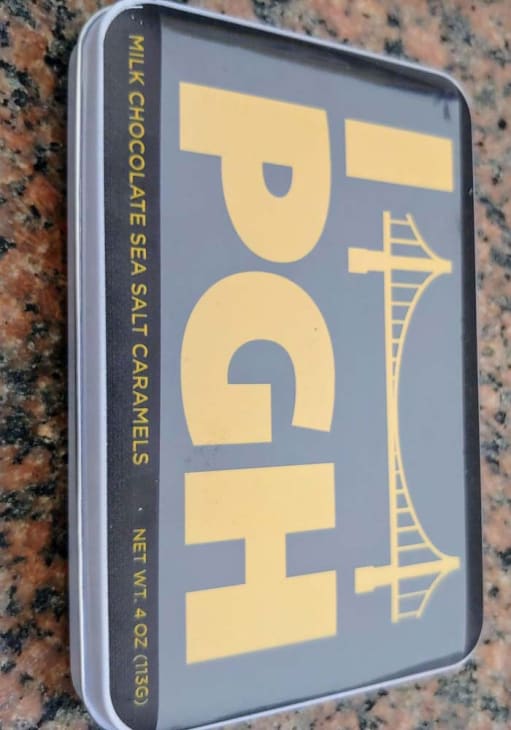 I
PGH
MILK CHOCOLATE SEA SALT CARAMELS · NET WT. 4 OZ (113G)